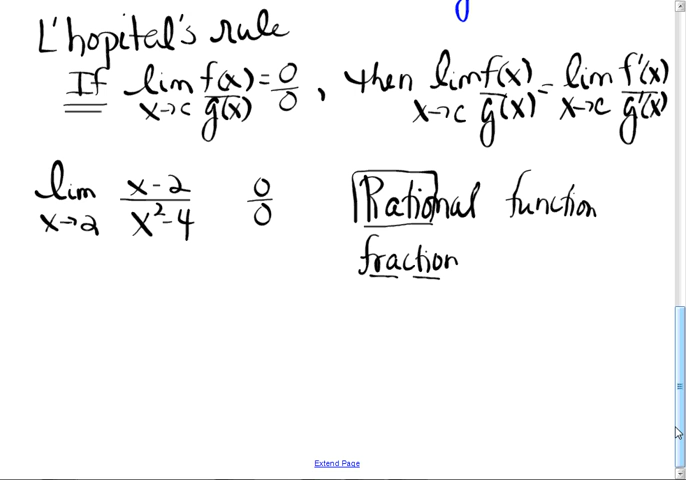 L'hopital's rule
If lim x→c f(x)/g(x) = 0/0 , then lim x→c f(x)/g(x) = lim x→c f'(x)/g'(x)
lim x→2 x-2/x²-4 0/0 Rational function
fraction
Extend Page